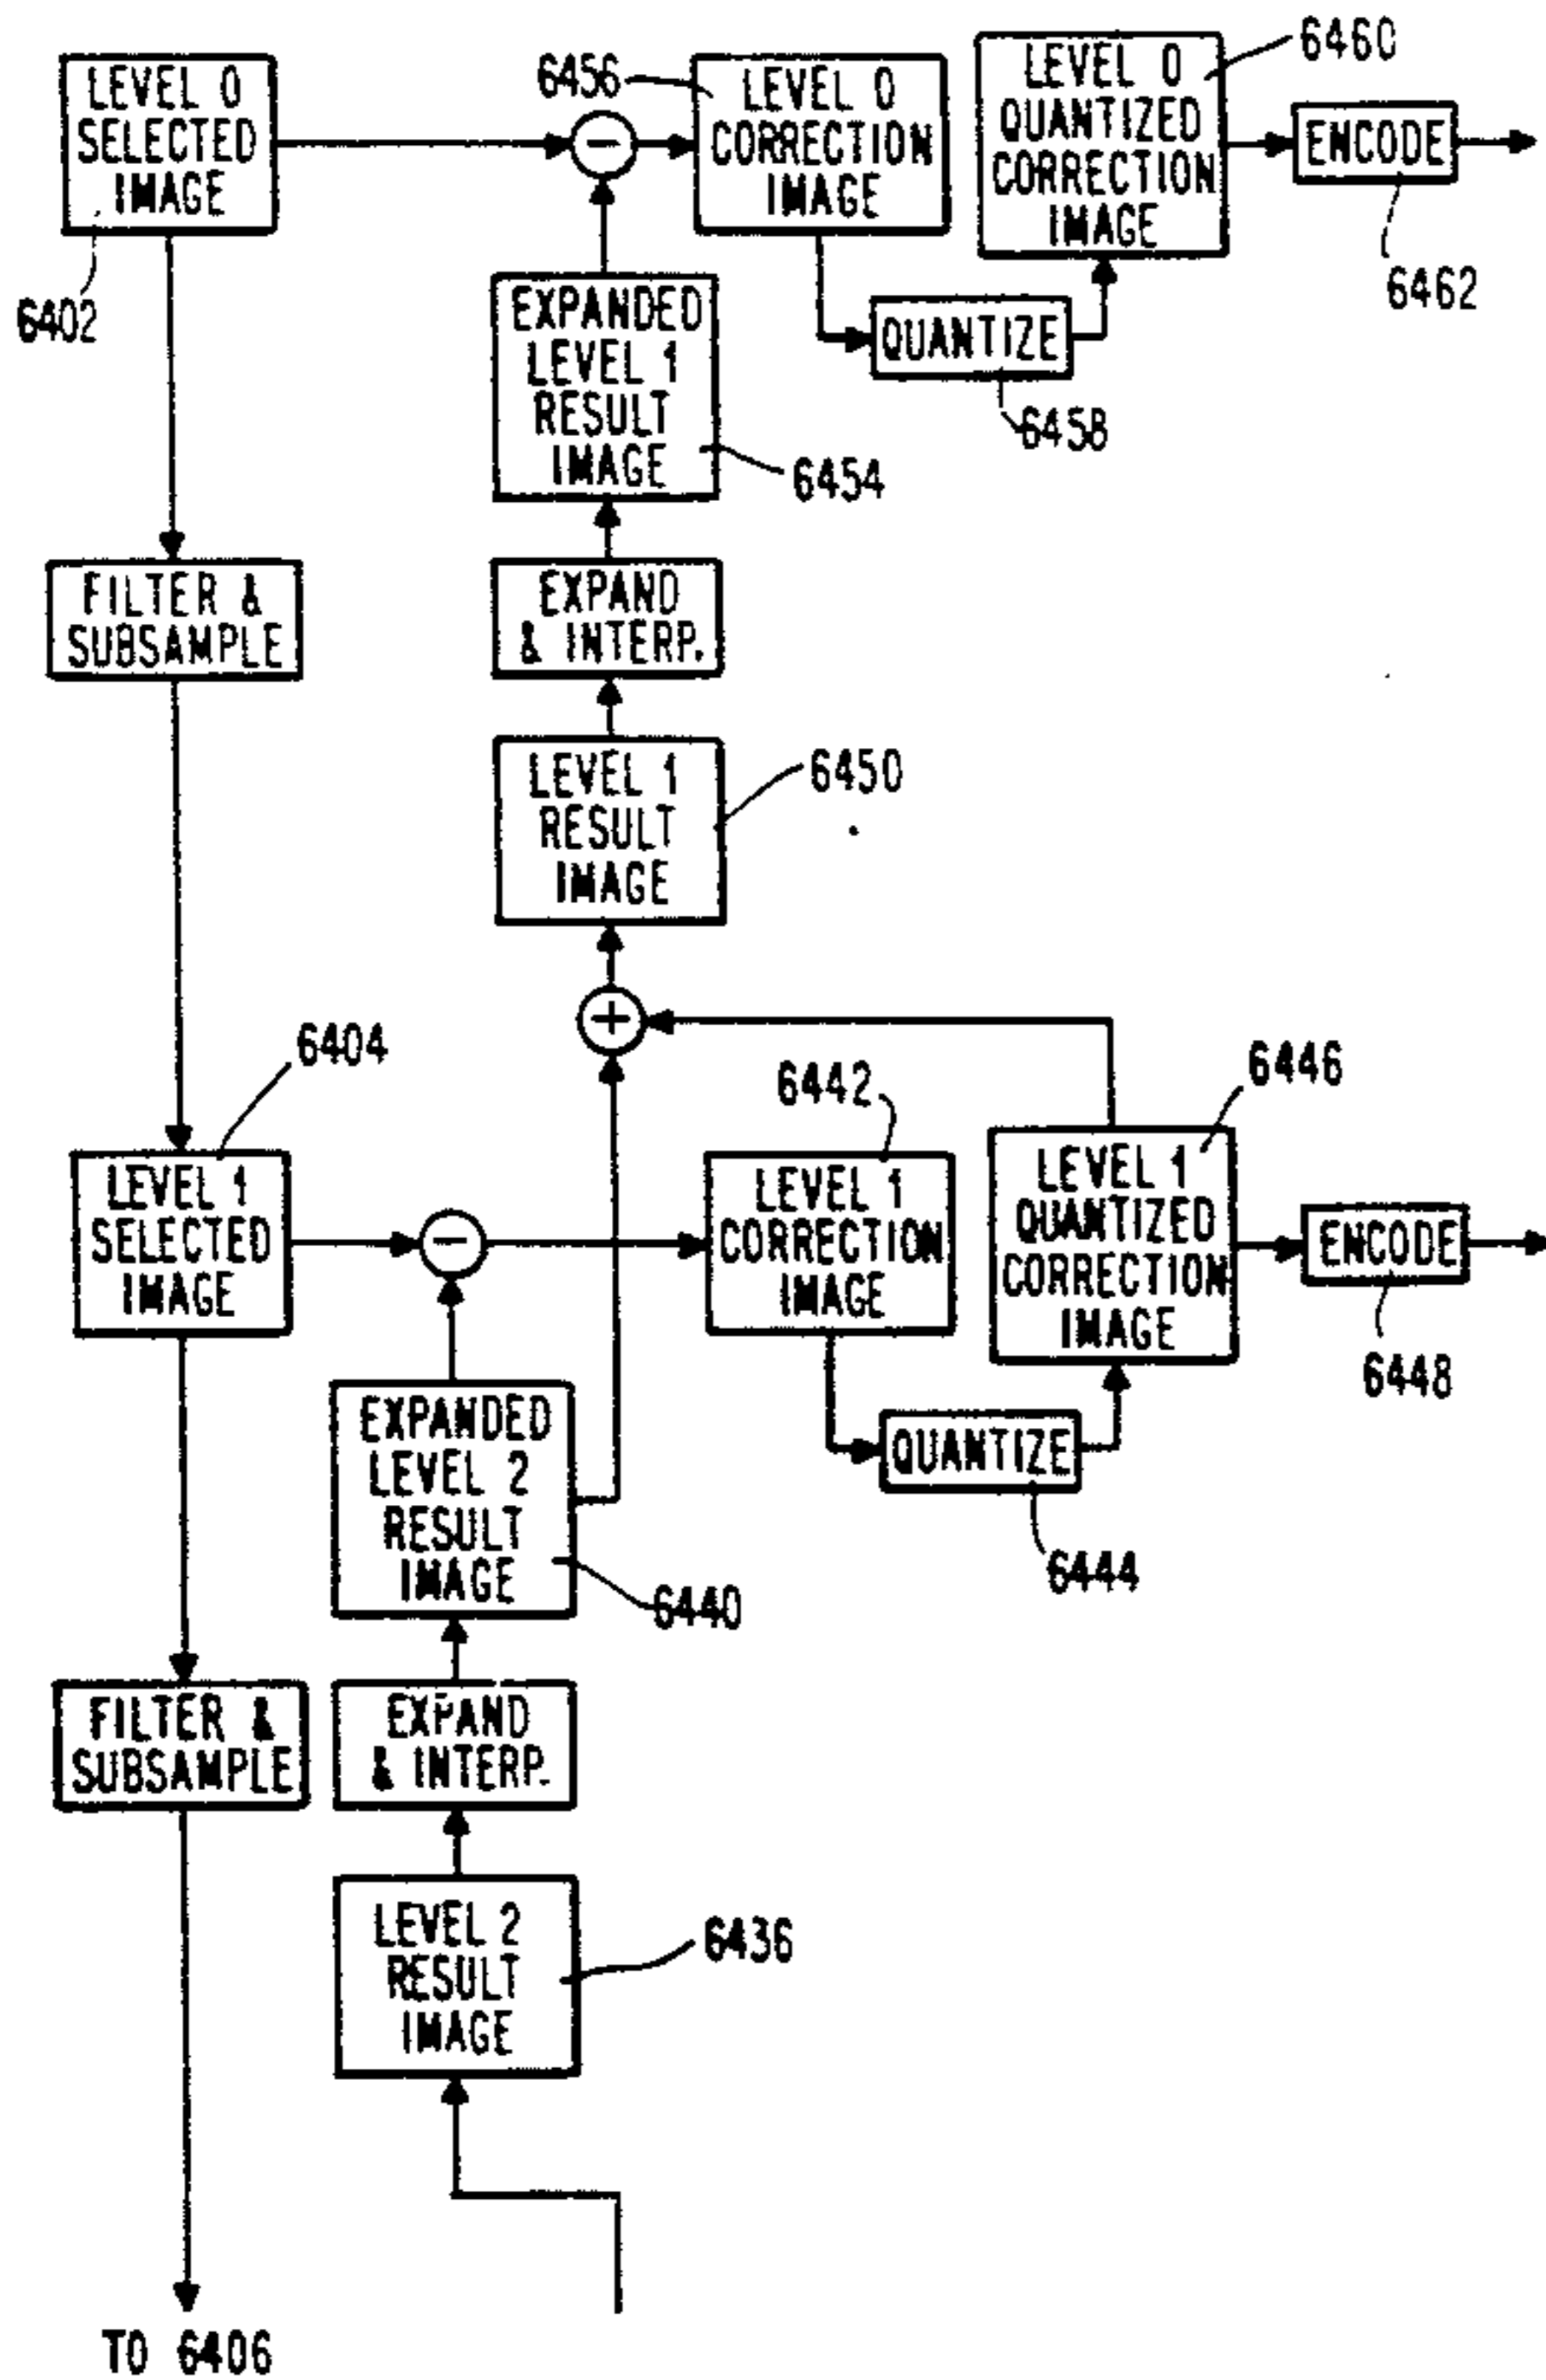 LEVEL 0
SELECTED
IMAGE
6402
6456
LEVEL 0
CORRECTION
IMAGE
LEVEL 0
QUANTIZED
CORRECTION
IMAGE
6460
ENCODE
6462
QUANTIZE
6458
EXPANDED
LEVEL 1
RESULT
IMAGE
6454
FILTER &
SUBSAMPLE
EXPAND
& INTERP.
LEVEL 1
RESULT
IMAGE
6450
+
6404
LEVEL 1
SELECTED
IMAGE
-
-
6442
LEVEL 1
CORRECTION
IMAGE
6446
LEVEL 1
QUANTIZED
CORRECTION
IMAGE
ENCODE
6448
EXPANDED
LEVEL 2
RESULT
IMAGE
6440
QUANTIZE
6444
FILTER &
SUBSAMPLE
EXPAND
& INTERP.
LEVEL 2
RESULT
IMAGE
6436
TO 6406